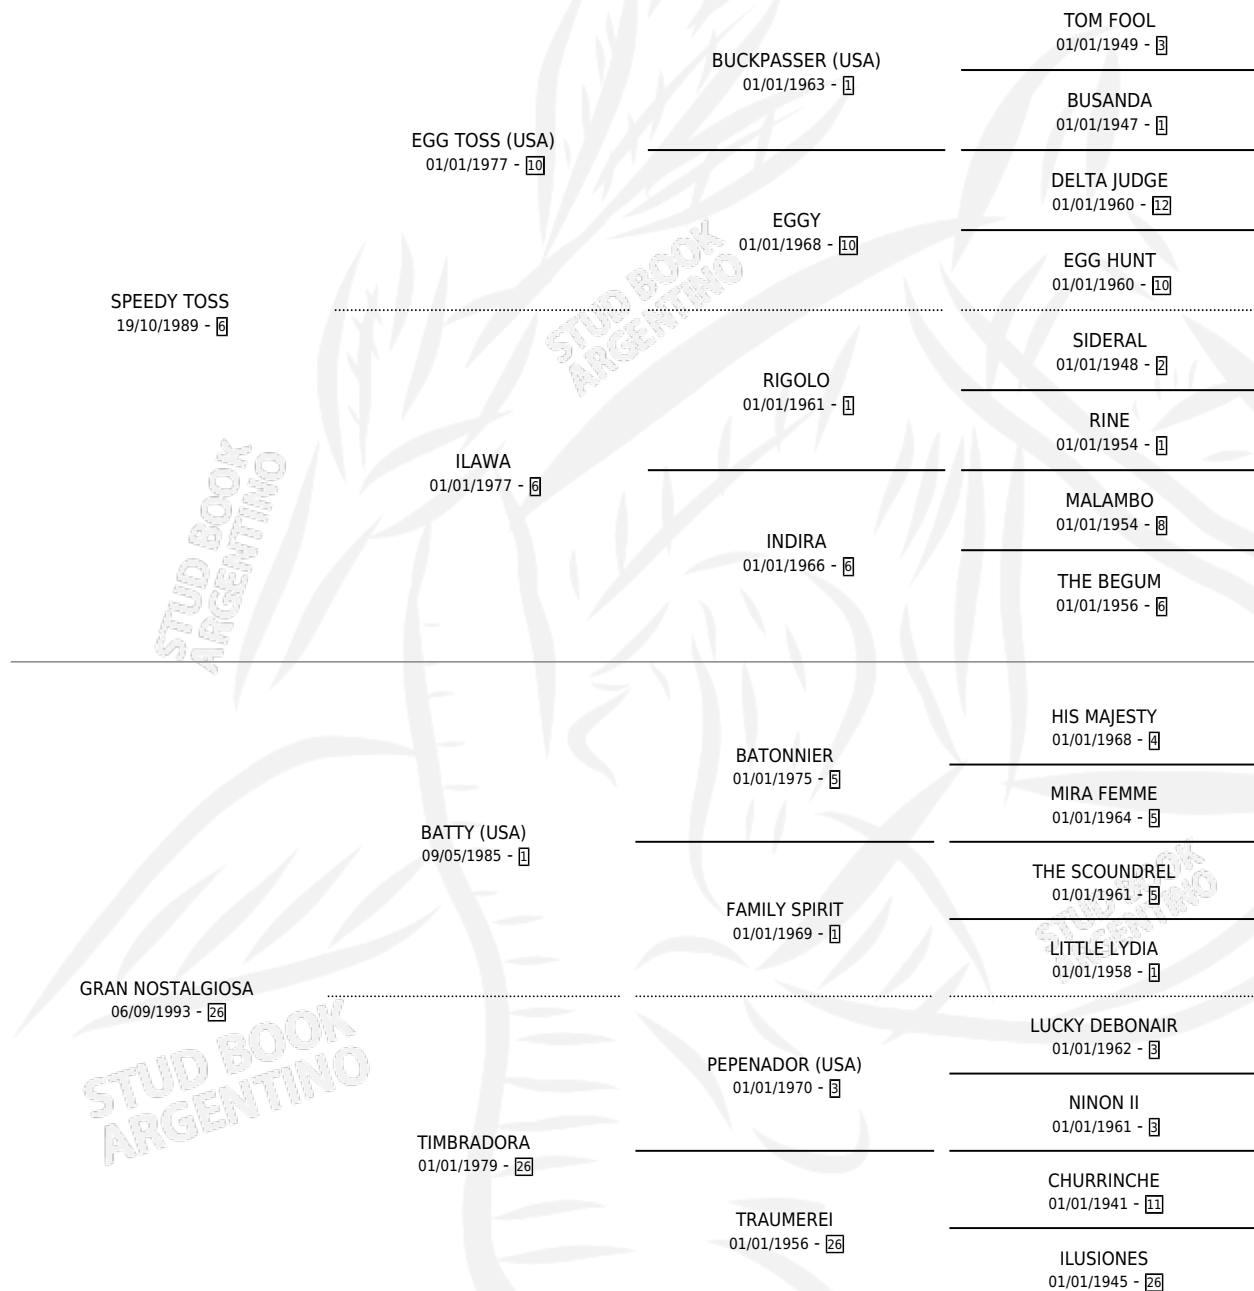 TOM FOOL
01/01/1949 - 3
BUCKPASSER (USA)
01/01/1963 - 1
BUSANDA
01/01/1947 - 1
EGG TOSS (USA)
01/01/1977 - 10
DELTA JUDGE
01/01/1960 - 12
EGGY
01/01/1968 - 10
EGG HUNT
01/01/1960 - 10
SPEEDY TOSS
19/10/1989 - 6
SIDERAL
01/01/1948 - 2
RIGOLO
01/01/1961 - 1
RINE
01/01/1954 - 1
ILAWA
01/01/1977 - 6
MALAMBO
01/01/1954 - 8
INDIRA
01/01/1966 - 6
THE BEGUM
01/01/1956 - 6
HIS MAJESTY
01/01/1968 - 4
BATONNIER
01/01/1975 - 5
MIRA FEMME
01/01/1964 - 5
BATTY (USA)
09/05/1985 - 1
THE SCOUNDREL
01/01/1961 - 5
FAMILY SPIRIT
01/01/1969 - 1
LITTLE LYDIA
01/01/1958 - 1
GRAN NOSTALGIOSA
06/09/1993 - 26
LUCKY DEBONAIR
01/01/1962 - 3
PEPENADOR (USA)
01/01/1970 - 3
NINON II
01/01/1961 - 3
TIMBRADORA
01/01/1979 - 26
CHURRINCHE
01/01/1941 - 11
TRAUMEREI
01/01/1956 - 26
ILUSIONES
01/01/1945 - 26
STUD BOOK
ARGENTINO
STUD BOOK
ARGENTINO
STUD BOOK
ARGENTINO
STUD BOOK
ARGENTINO